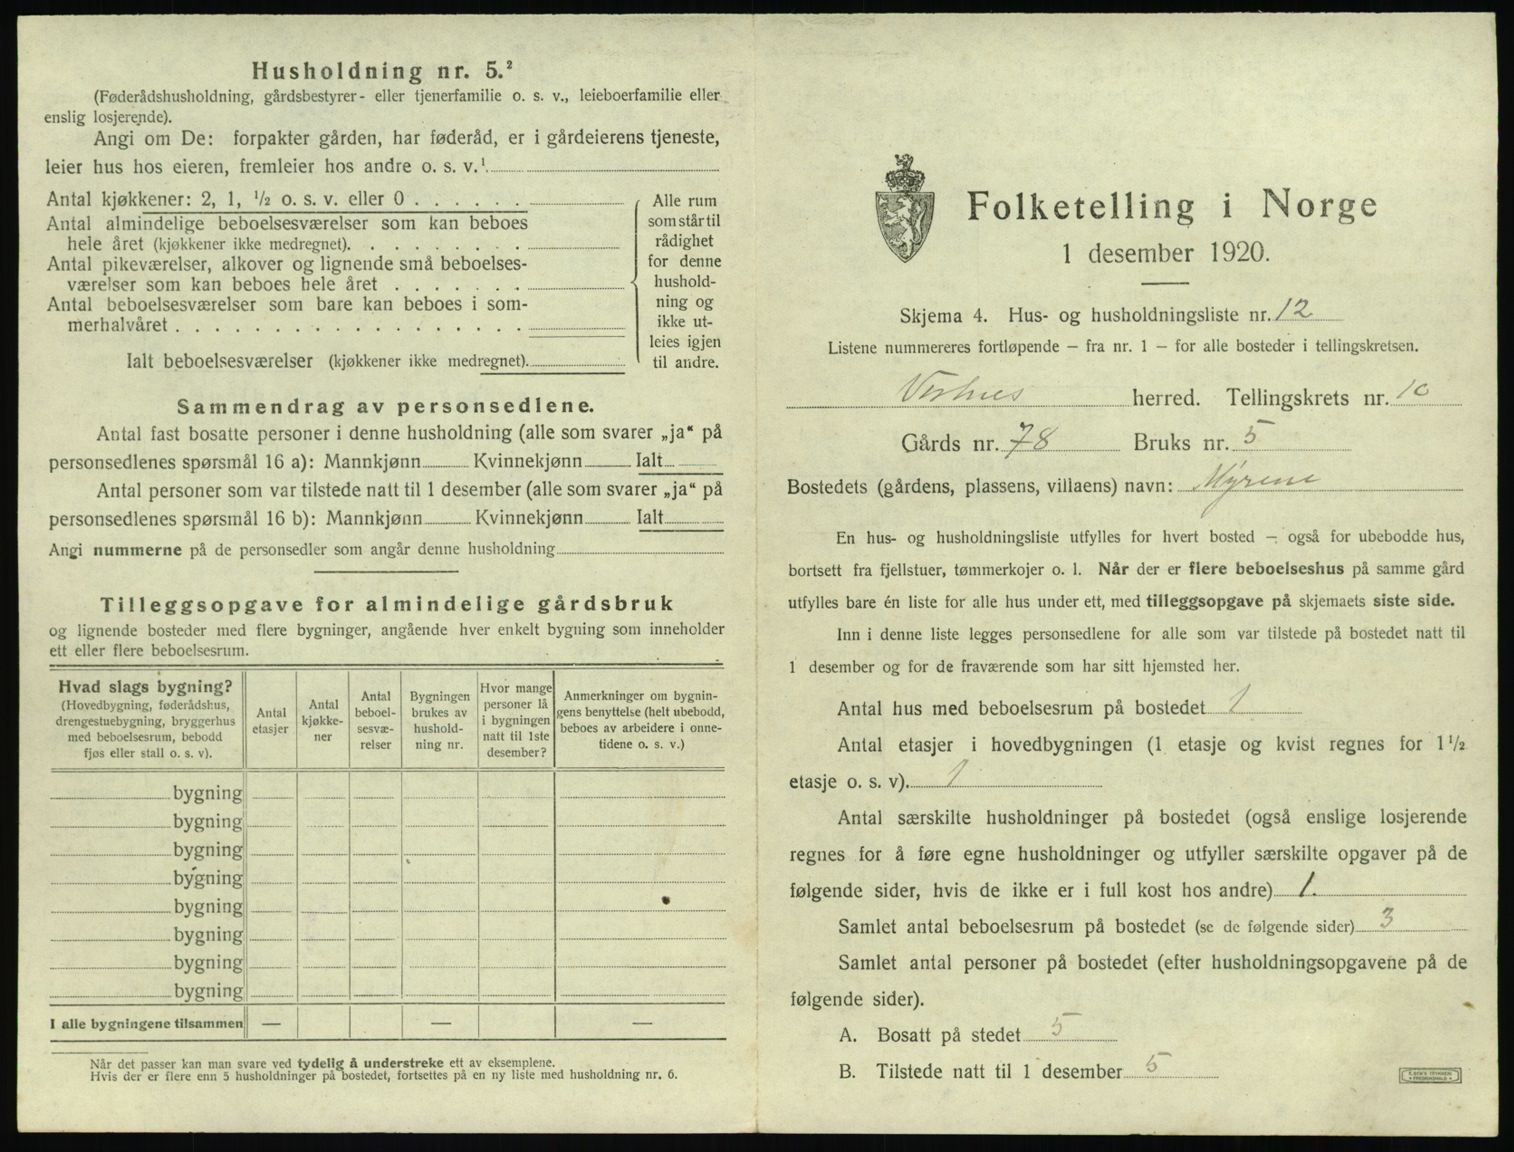 Husholdning nr. 5.²
(Føderådshusholdning, gårdsbestyrer- eller tjenerfamilie o. s. v., leieboerfamilie eller
enslig losjerende).
Angi om De: forpakter gården, har føderåd, er i gårdeierens tjeneste,
leier hus hos eieren, fremleier hos andre o. s. v.¹
Antal kjøkkener: 2, 1, ½ o. s. v. eller 0 . . . . . .
Antal almindelige beboelsesværelser som kan beboes
hele året (kjøkkener ikke medregnet). . . . . . . . .
Antal pikeværelser, alkover og lignende små beboelses-
værelser som kan beboes hele året . . . . . . .
Antal beboelsesværelser som bare kan beboes i som-
merhalvåret . . . . . . . . . . . . . . . . .
Ialt beboelsesværelser (kjøkkener ikke medregnet).
Alle rum
som står til
rådighet
for denne
hushold-
ning og
ikke ut-
leies igjen
til andre.
Sammendrag av personsedlene.
Antal fast bosatte personer i denne husholdning (alle som svarer „ja“ på
personsedlenes spørsmål 16 a): Mannkjønn Kvinnekjønn Ialt
Antal personer som var tilstede natt til 1 desember (alle som svarer „ja“ på
personsedlenes spørsmål 16 b): Mannkjønn Kvinnekjønn Ialt
Angi nummerne på de personsedler som angår denne husholdning
Tilleggsopgave for almindelige gårdsbruk
og lignende bosteder med flere bygninger, angående hver enkelt bygning som inneholder
ett eller flere beboelsesrum.
Hvad slags bygning?
(Hovedbygning, føderådshus,
drengestuebygning, bryggerhus
med beboelsesrum, bebodd
fjøs eller stall o. s. v).
Antal
etasjer
Antal
kjøkke-
ner
Antal
beboel-
sesvæ-
relser
Bygningen
brukes av
hushold-
ning nr.
Hvor mange
personer lå
i bygningen
natt til 1ste
desember?
Anmerkninger om bygnin-
gens benyttelse (helt ubebodd,
beboes av arbeidere i onne-
tidene o. s. v.)
bygning
bygning
bygning
bygning
bygning
bygning
bygning
bygning
I alle bygningene tilsammen — — —
Når det passer kan man svare ved tydelig å understreke ett av eksemplene.
Hvis der er flere enn 5 husholdninger på bostedet, fortsettes på en ny liste med husholdning nr. 6.
Folketelling i Norge
1 desember 1920.
Skjema 4. Hus- og husholdningsliste nr. 12
Listene nummereres fortløpende — fra nr. 1 — for alle bosteder i tellingskretsen.
Vestnes herred. Tellingskrets nr. 10
Gårds nr. 78 Bruks nr. 5
Bostedets (gårdens, plassens, villaens) navn: Myrene
En hus- og husholdningsliste utfylles for hvert bosted — også for ubebodde hus,
bortsett fra fjellstuer, tømmerkojer o. l. Når der er flere beboelseshus på samme gård
utfylles bare én liste for alle hus under ett, med tilleggsopgave på skjemaets siste side.
Inn i denne liste legges personsedlene for alle som var tilstede på bostedet natt til
1 desember og for de fraværende som har sitt hjemsted her.
Antal hus med beboelsesrum på bostedet 1
Antal etasjer i hovedbygningen (1 etasje og kvist regnes for 1½
etasje o. s. v). 1
Antal særskilte husholdninger på bostedet (også enslige losjerende
regnes for å føre egne husholdninger og utfyller særskilte opgaver på de
følgende sider, hvis de ikke er i full kost hos andre) 1.
Samlet antal beboelsesrum på bostedet (se de følgende sider) 3
Samlet antal personer på bostedet (efter husholdningsopgavene på de
følgende sider).
A. Bosatt på stedet 5
B. Tilstede natt til 1 desember 5